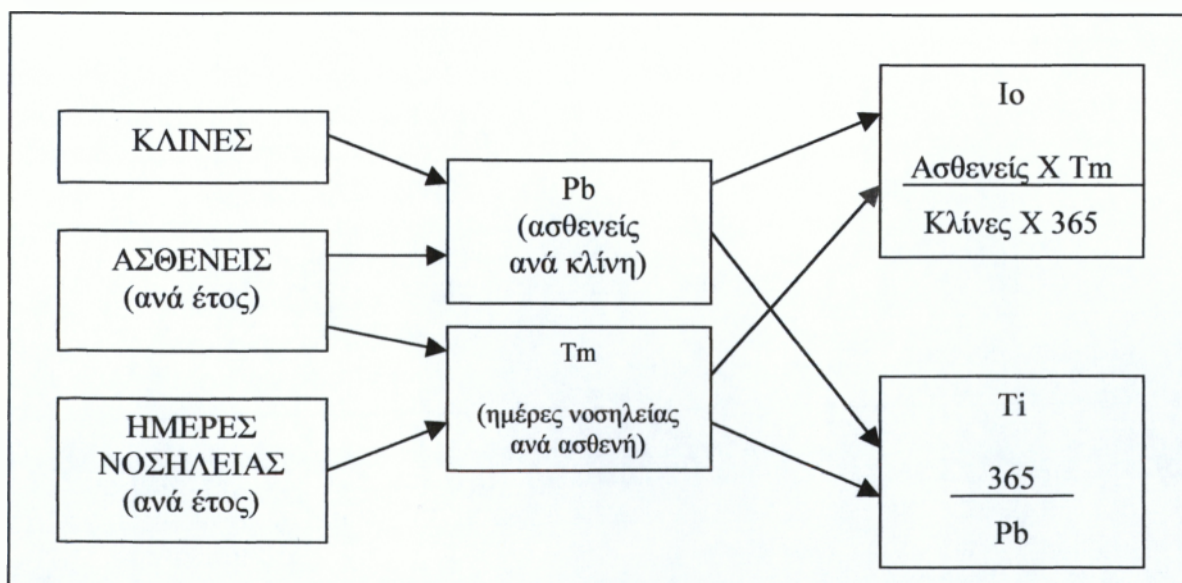 ΚΛΙΝΕΣ
ΑΣΘΕΝΕΙΣ
(ανά έτος)
ΗΜΕΡΕΣ
ΝΟΣΗΛΕΙΑΣ
(ανά έτος)
Pb
(ασθενείς
ανά κλίνη)
Tm
(ημέρες νοσηλείας
ανά ασθενή)
Io
Ασθενείς Χ Tm
Κλίνες Χ 365
Ti
365
Pb